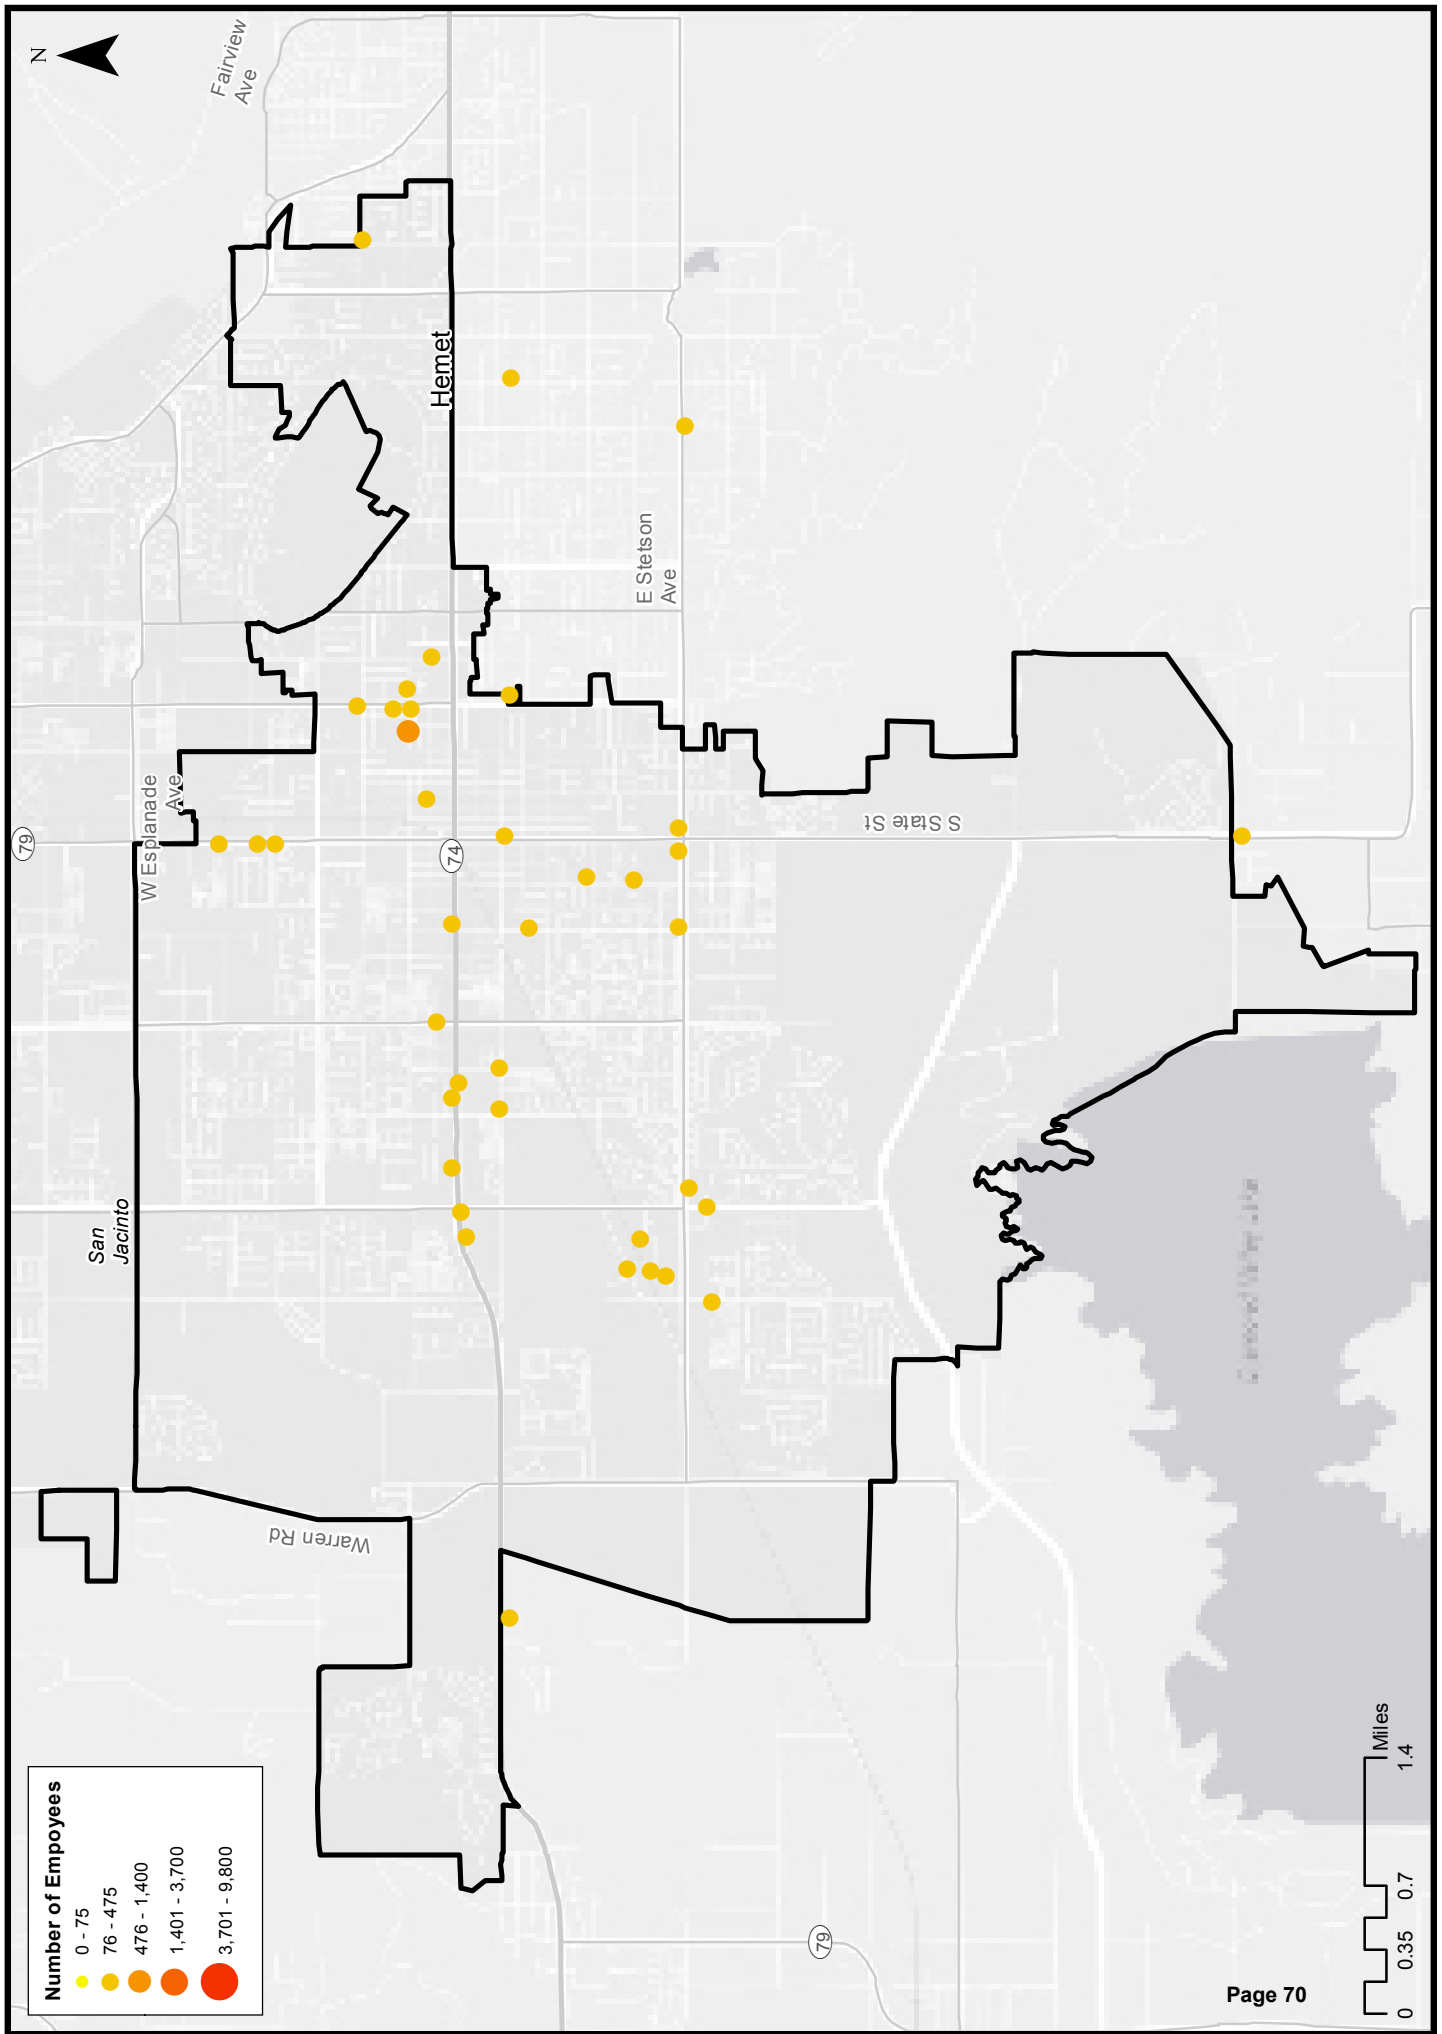 N
Fairview
Ave
79
W Esplanade
Ave
San
Jacinto
Hemet
74
E Stetson
Ave
S State St
Warren Rd
79
Number of Empoyees
0 - 75
76 - 475
476 - 1,400
1,401 - 3,700
3,701 - 9,800
Miles
0 0.35 0.7 1.4
Page 70